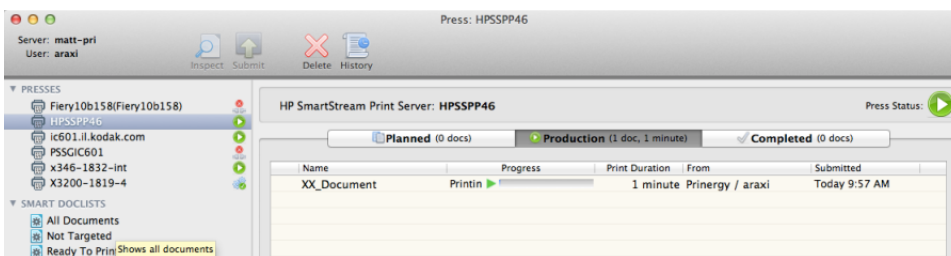 Press: HPSSPP46
Server: matt-pri
User: araxi
Inspect Submit Delete History
PRESSES
Fiery10b158(Fiery10b158)
HPSSPP46
ic601.il.kodak.com
PSSGIC601
x346-1832-int
X3200-1819-4
SMART DOCLISTS
All Documents
Not Targeted
Ready To Prin
Shows all documents
HP SmartStream Print Server: HPSSPP46 Press Status:
Planned (0 docs) Production (1 doc, 1 minute) Completed (0 docs)
Name Progress Print Duration From Submitted
XX_Document Printin 1 minute Prinergy / araxi Today 9:57 AM